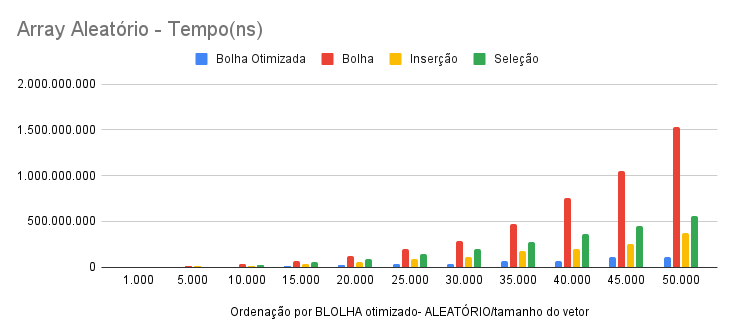 Array Aleatório - Tempo(ns)
Bolha Otimizada Bolha Inserção Seleção
2.000.000.000
1.500.000.000
1.000.000.000
500.000.000
0
1.000 5.000 10.000 15.000 20.000 25.000 30.000 35.000 40.000 45.000 50.000
Ordenação por BLOLHA otimizado- ALEATÓRIO/tamanho do vetor